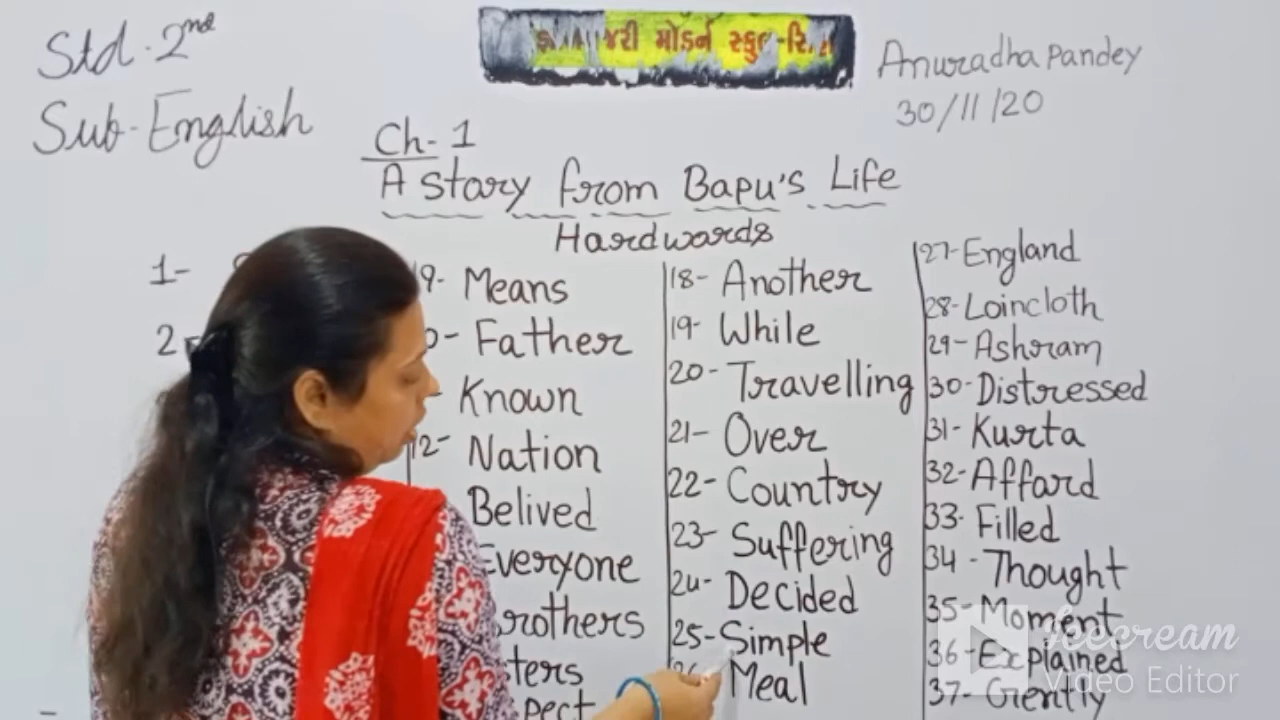 Std. 2nd
Sub-English
મોડર્ન સ્કુલ
Anuradha Pandey
30/11/20
Ch-1
A Story from Bapu's Life
Hardwords
1-
2-
9- Means
Father
Known
12- Nation
Belived
Everyone
18- Another
19- While
20- Travelling
21- Over
22- Country
23- Suffering
24- Decided
25- Simple
Meal
27- England
28- Loincloth
29- Ashram
30- Distressed
31- Kurta
32- Affard
33- Filled
34- Thought
35- Moment
36- Explained
37- Gently
Icecream
Video Editor